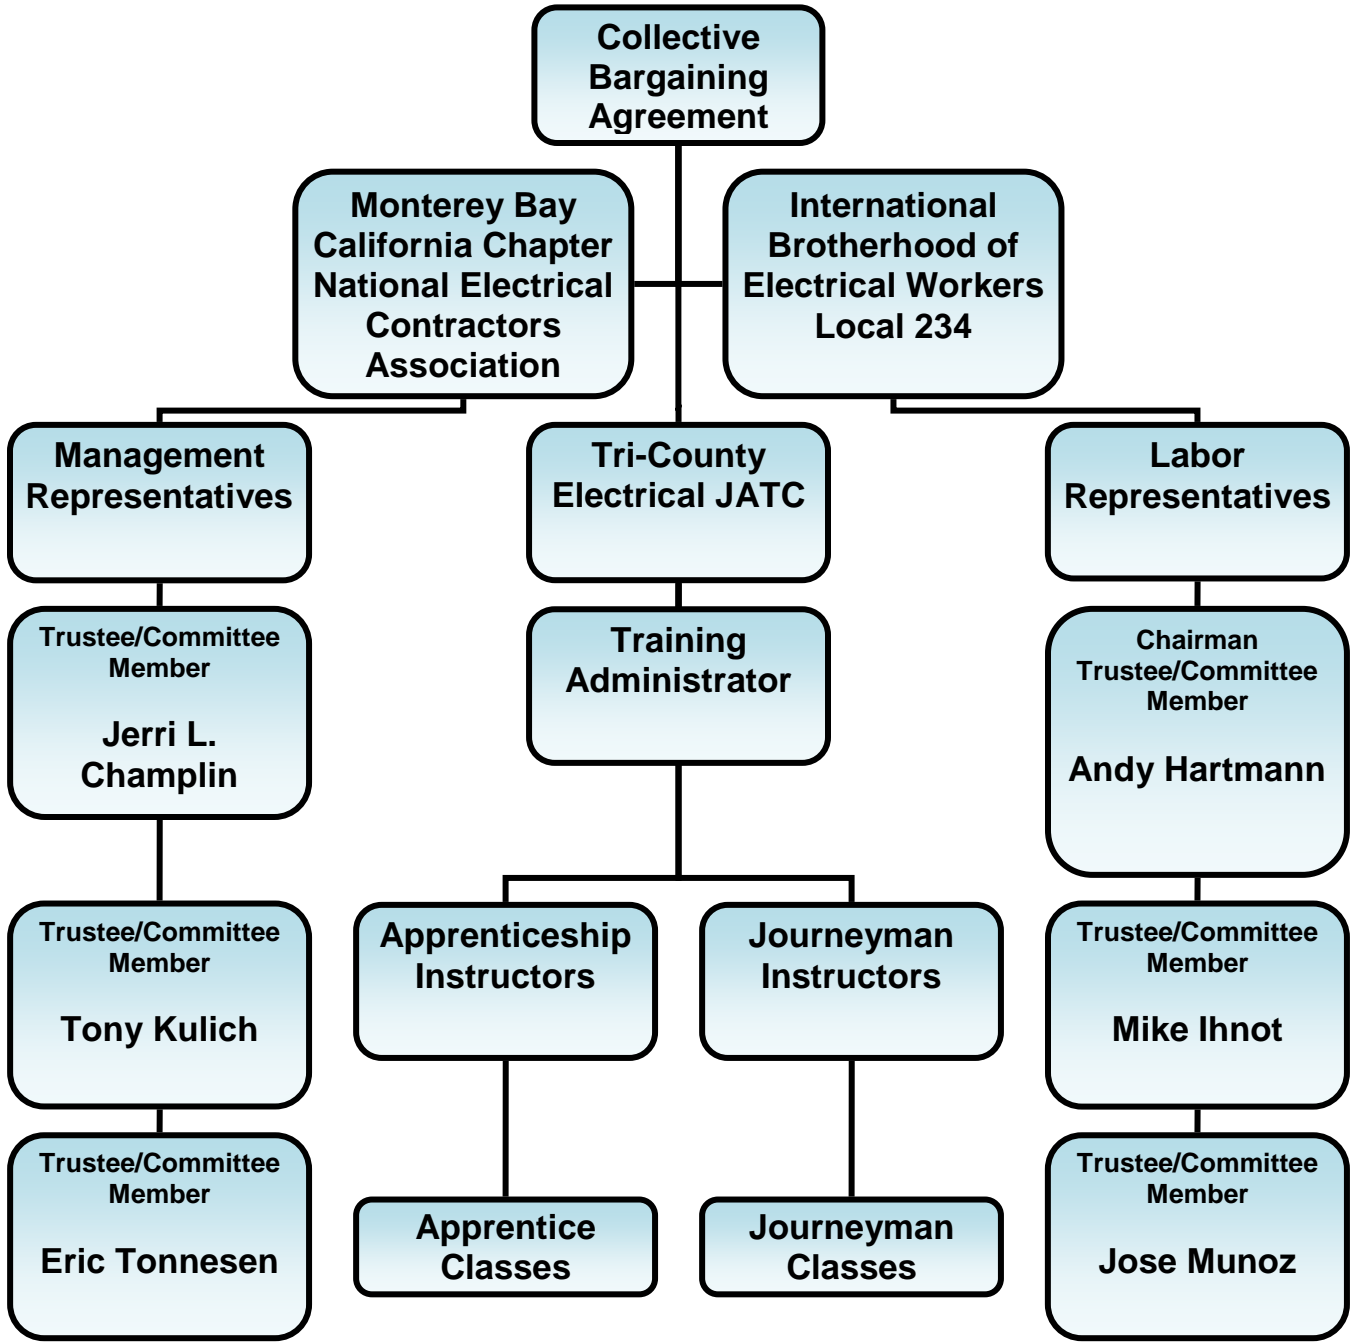 Collective
Bargaining
Agreement
Monterey Bay
California Chapter
National Electrical
Contractors
Association
International
Brotherhood of
Electrical Workers
Local 234
Management
Representatives
Tri-County
Electrical JATC
Labor
Representatives
Trustee/Committee
Member
Jerri L.
Champlin
Training
Administrator
Chairman
Trustee/Committee
Member
Andy Hartmann
Trustee/Committee
Member
Tony Kulich
Apprenticeship
Instructors
Journeyman
Instructors
Trustee/Committee
Member
Mike Ihnot
Trustee/Committee
Member
Eric Tonnesen
Apprentice
Classes
Journeyman
Classes
Trustee/Committee
Member
Jose Munoz